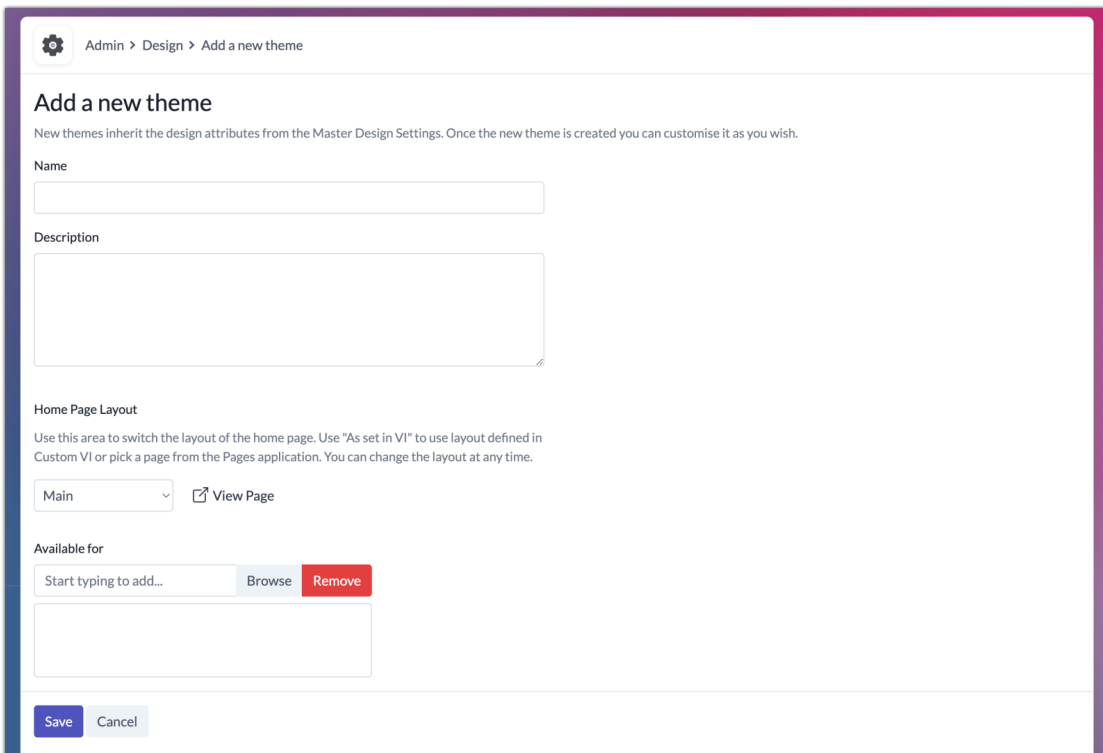 Admin > Design > Add a new theme
Add a new theme
New themes inherit the design attributes from the Master Design Settings. Once the new theme is created you can customise it as you wish.
Name
Description
Home Page Layout
Use this area to switch the layout of the home page. Use "As set in VI" to use layout defined in
Custom VI or pick a page from the Pages application. You can change the layout at any time.
Main View Page
Available for
Start typing to add... Browse Remove
Save Cancel